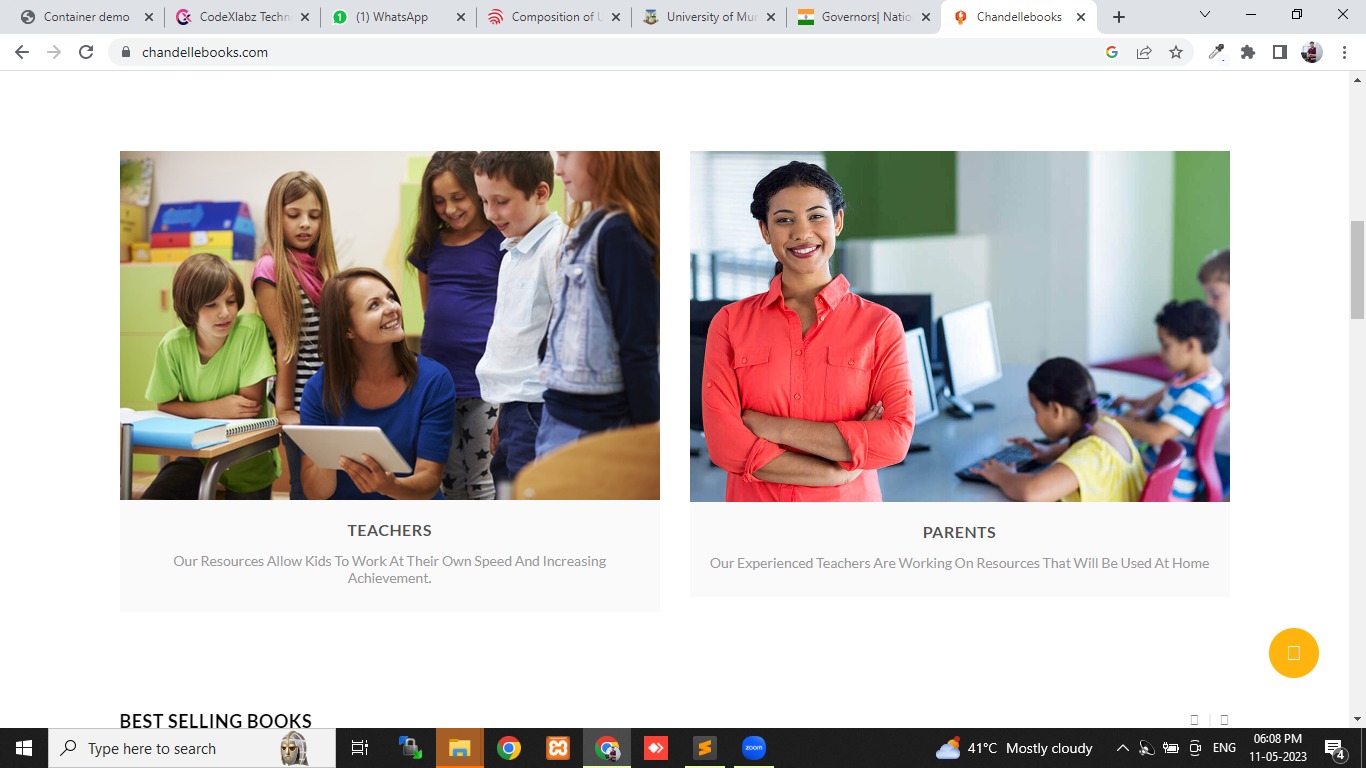 Container demo
CodeXlabz Techn
(1) WhatsApp
Composition of U
University of Mum
Governors| Natio
Chandellebooks
chandellebooks.com
TEACHERS
Our Resources Allow Kids To Work At Their Own Speed And Increasing
Achievement.
PARENTS
Our Experienced Teachers Are Working On Resources That Will Be Used At Home
BEST SELLING BOOKS
Type here to search
zoom
41°C Mostly cloudy
ENG
06:08 PM
11-05-2023
4